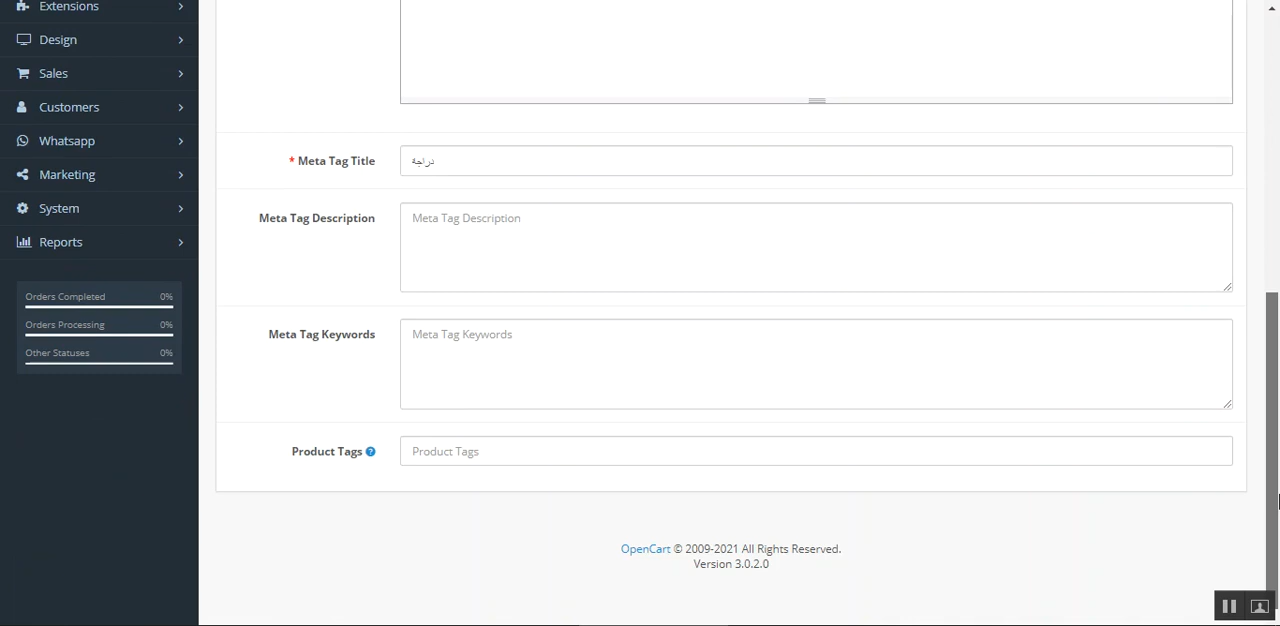 Extensions
Design
Sales
Customers
Whatsapp
Marketing
System
Reports
Orders Completed 0%
Orders Processing 0%
Other Statuses 0%
* Meta Tag Title دراجة
Meta Tag Description Meta Tag Description
Meta Tag Keywords Meta Tag Keywords
Product Tags ? Product Tags
OpenCart © 2009-2021 All Rights Reserved.
Version 3.0.2.0